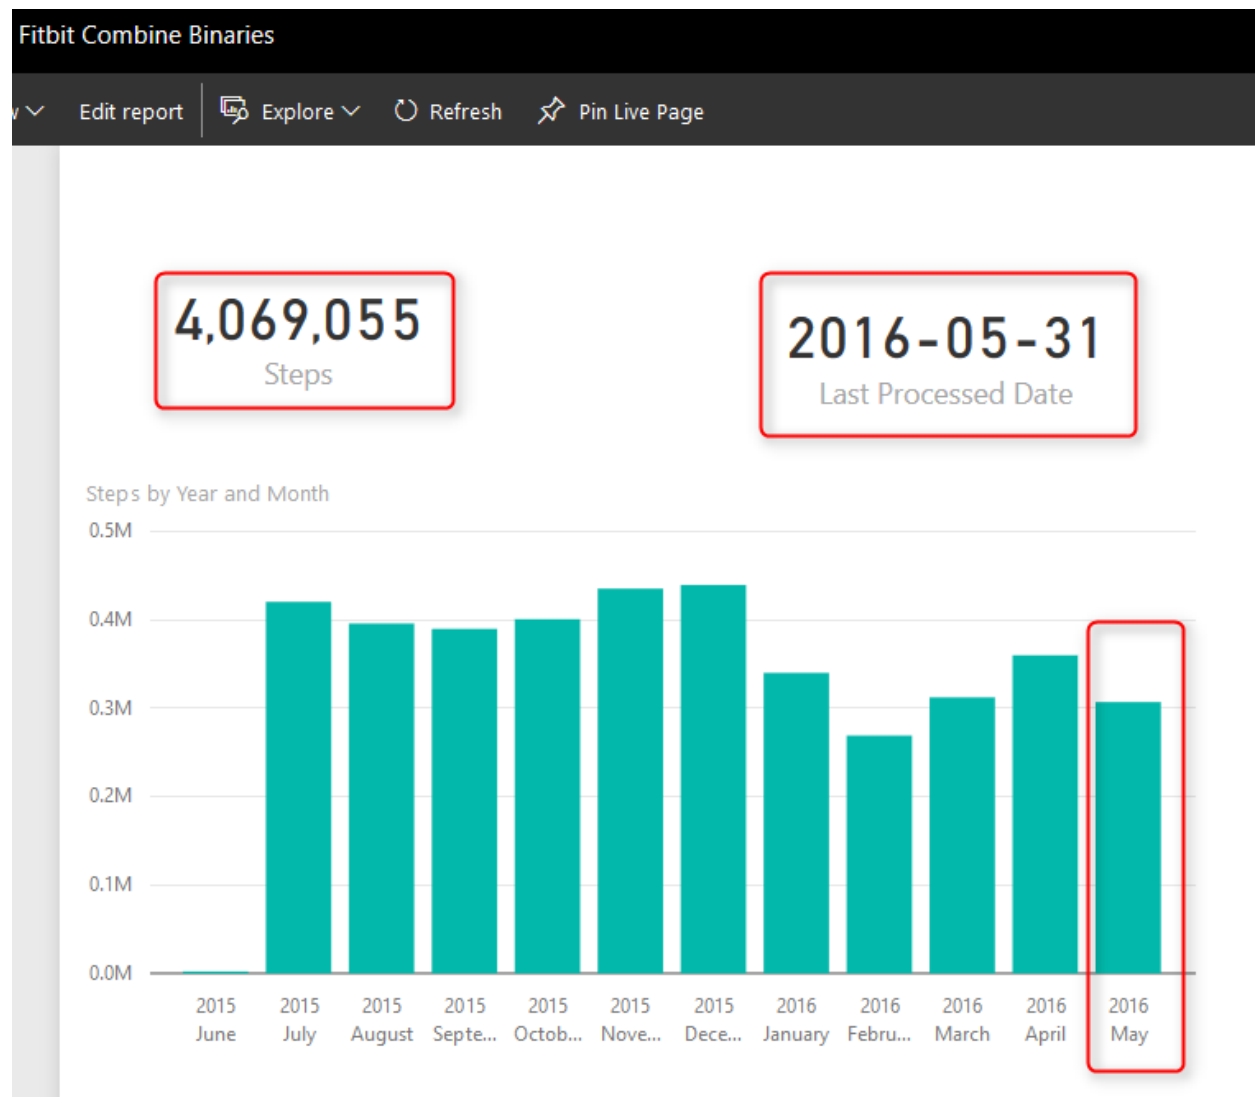 Fitbit Combine Binaries
Edit report Explore Refresh Pin Live Page
4,069,055
Steps
2016-05-31
Last Processed Date
Steps by Year and Month
0.5M
0.4M
0.3M
0.2M
0.1M
0.0M
2015 2015 2015 2015 2015 2015 2015 2016 2016 2016 2016 2016
June July August Septe... Octob... Nove... Dece... January Febru... March April May